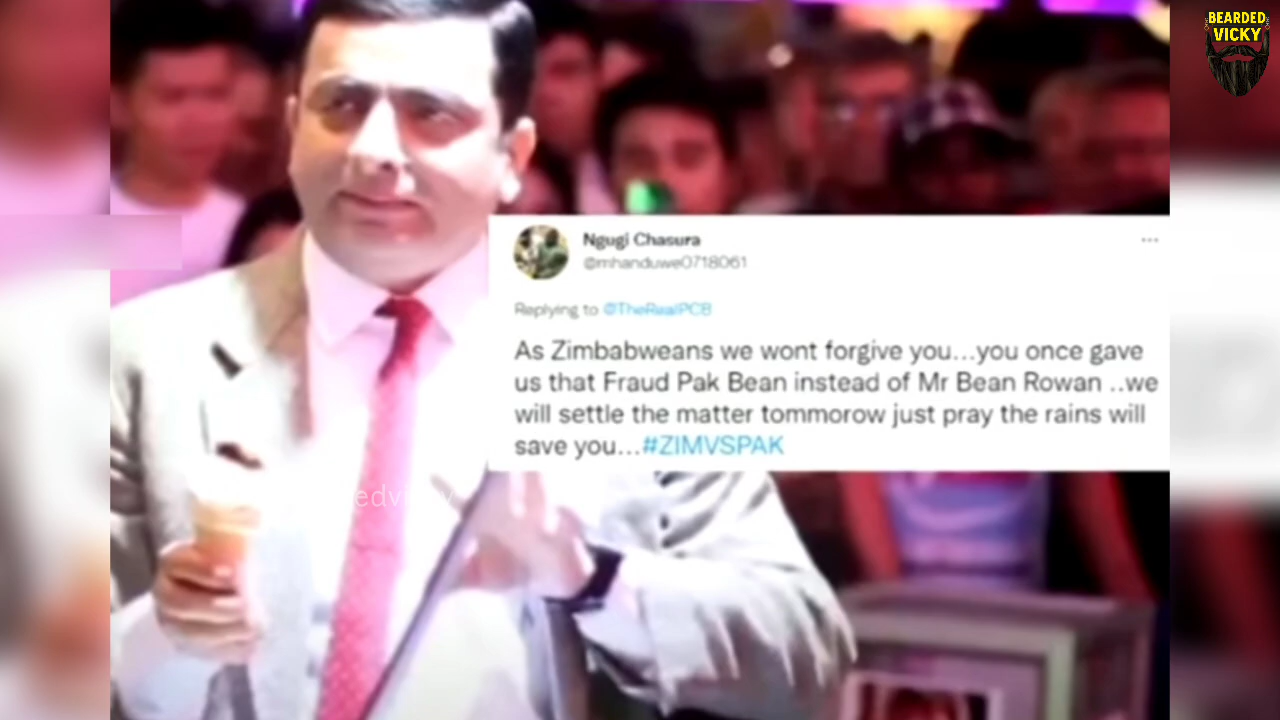 BEARDED
VICKY
Ngugi Chasura
@mhanduwe0718061
Replying to @TheRealPCB
As Zimbabweans we wont forgive you...you once gave
us that Fraud Pak Bean instead of Mr Bean Rowan ..we
will settle the matter tommorow just pray the rains will
save you...#ZIMVSPAK